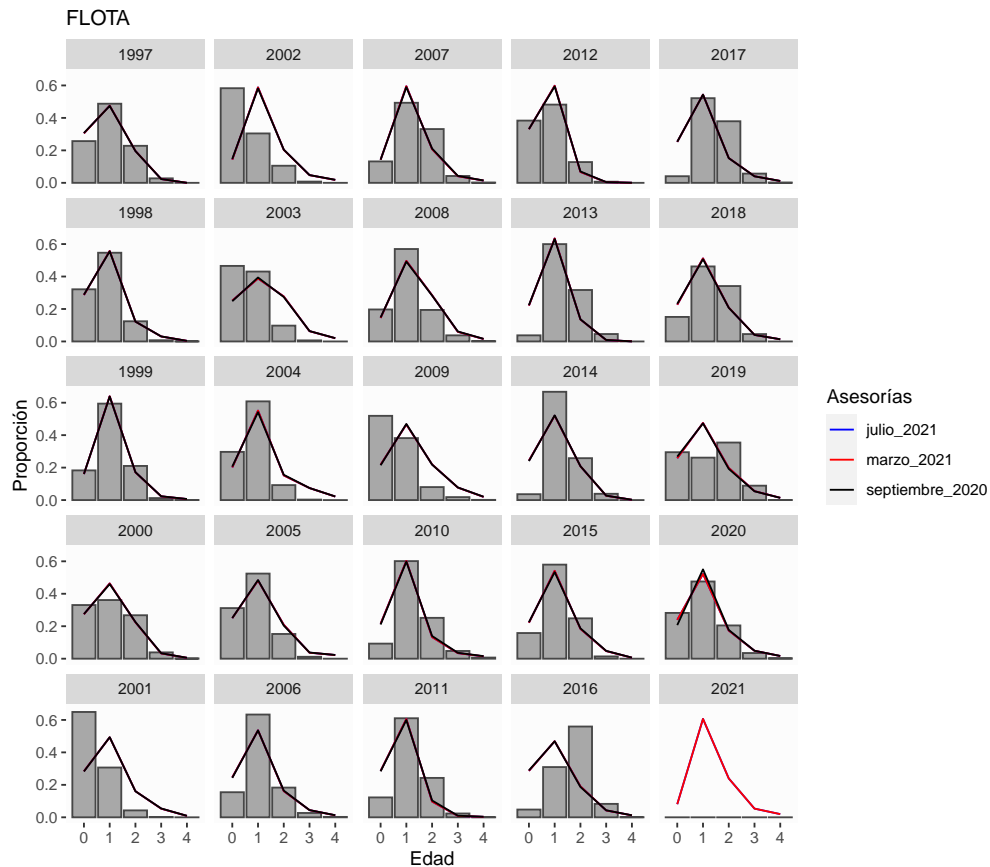 FLOTA
1997 2002 2007 2012 2017
0.6
0.4
0.2
0.0
1998 2003 2008 2013 2018
0.6
0.4
0.2
0.0
1999 2004 2009 2014 2019
0.6
0.4
0.2
0.0
2000 2005 2010 2015 2020
0.6
0.4
0.2
0.0
2001 2006 2011 2016 2021
0.6
0.4
0.2
0.0
0 1 2 3 4 0 1 2 3 4 0 1 2 3 4 0 1 2 3 4 0 1 2 3 4
Edad
Proporción
Asesorías
julio_2021
marzo_2021
septiembre_2020